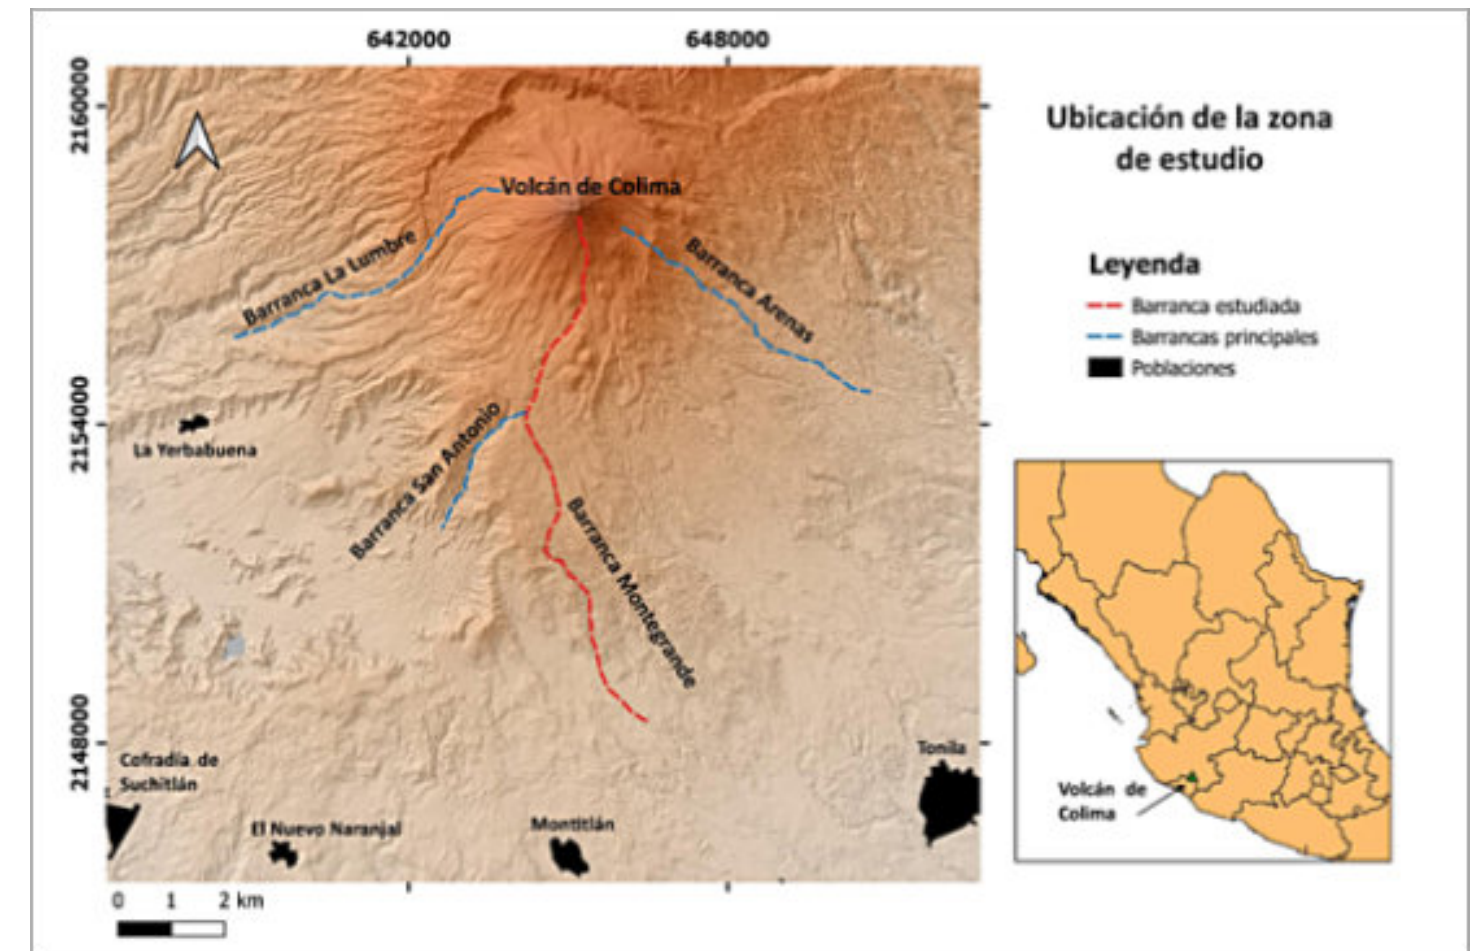 642000
648000
2160000
2154000
2148000
Volcán de Colima
Barranca La Lumbre
Barranca Arenas
Barranca San Antonio
Barranca Montegrande
La Yerbabuena
Cofradía de
Suchitlán
El Nuevo Naranjal
Montitlán
Tonila
0 1 2 km
Ubicación de la zona
de estudio
Leyenda
Barranca estudiada
Barrancas principales
Poblaciones
Volcán de
Colima